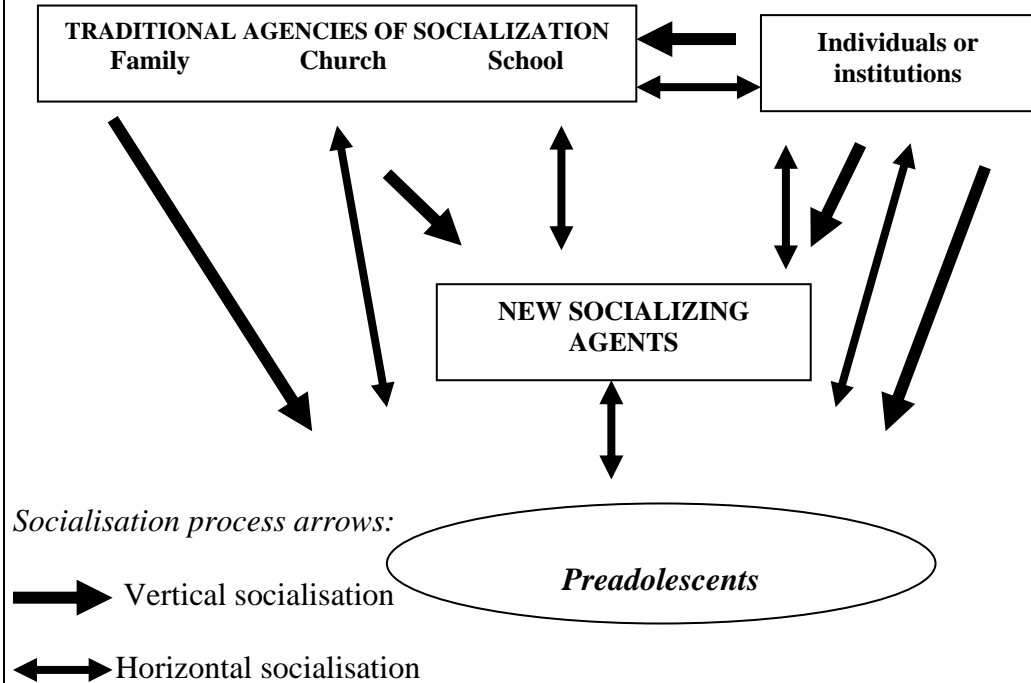 TRADITIONAL AGENCIES OF SOCIALIZATION
Family Church School
Individuals or
institutions
NEW SOCIALIZING
AGENTS
Socialisation process arrows:
Preadolescents
Vertical socialisation
Horizontal socialisation